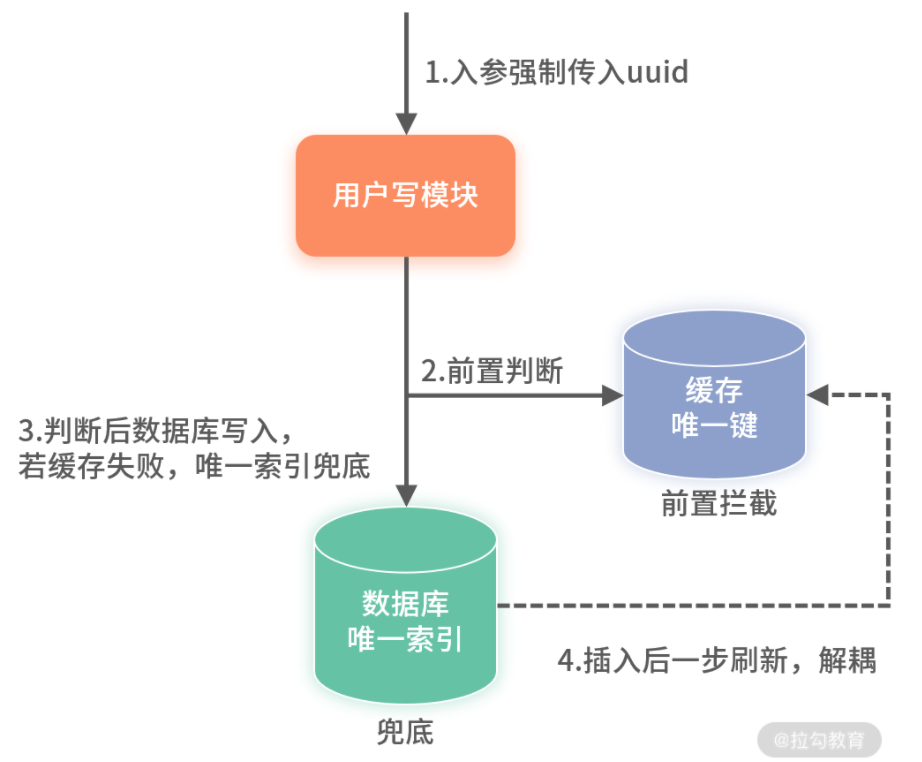 1.入参强制传入uuid
用户写模块
2.前置判断
缓存
唯一键
前置拦截
3.判断后数据库写入，
若缓存失败，唯一索引兜底
数据库
唯一索引
兜底
4.插入后一步刷新，解耦
@拉勾教育